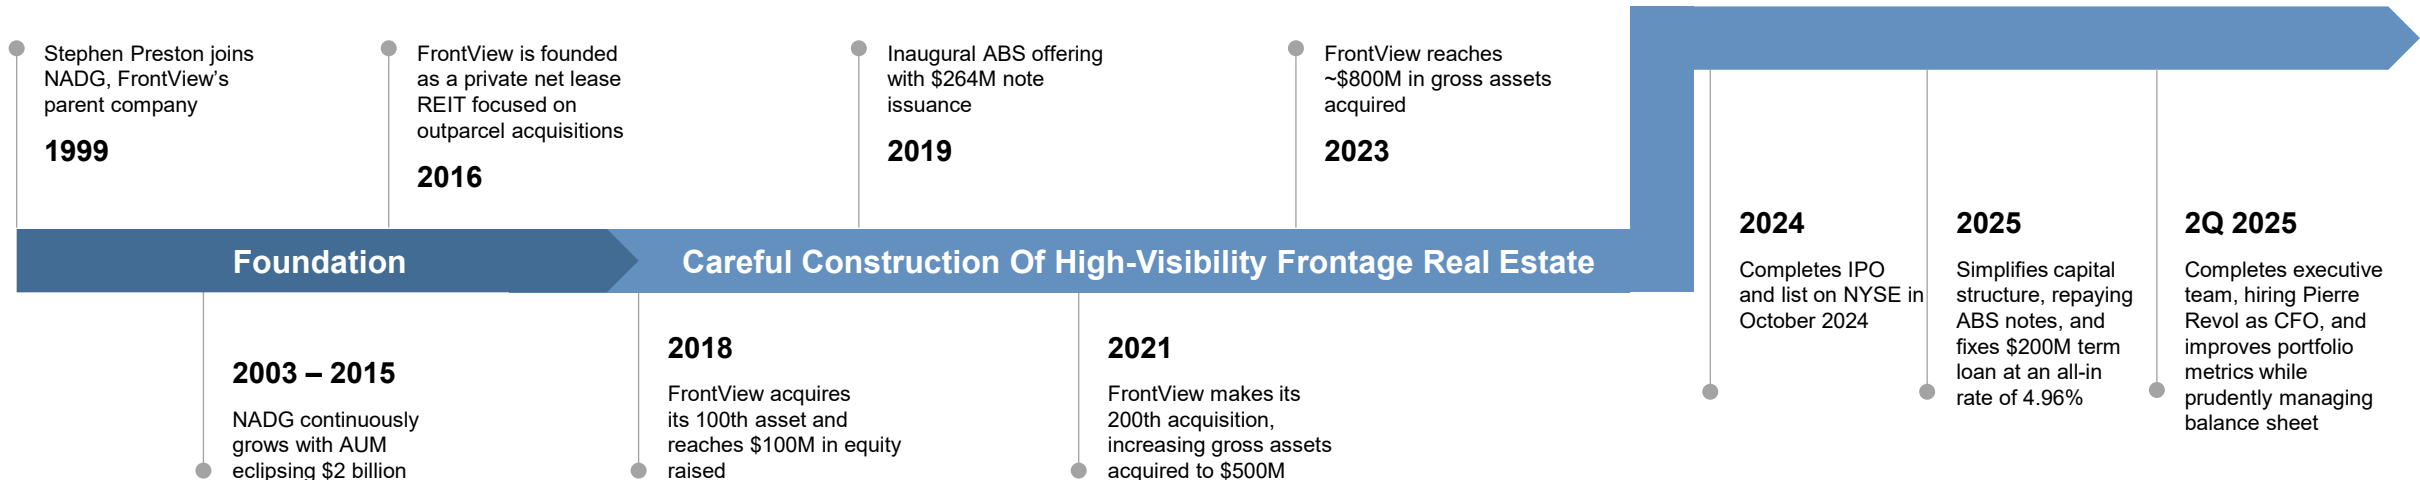 Stephen Preston joins
NADG, FrontView’s
parent company
1999
FrontView is founded
as a private net lease
REIT focused on
outparcel acquisitions
2016
Inaugural ABS offering
with $264M note
issuance
2019
FrontView reaches
~$800M in gross assets
acquired
2023
Foundation
Careful Construction Of High-Visibility Frontage Real Estate
2003 – 2015
NADG continuously
grows with AUM
eclipsing $2 billion
2018
FrontView acquires
its 100th asset and
reaches $100M in equity
raised
2021
FrontView makes its
200th acquisition,
increasing gross assets
acquired to $500M
2024
Completes IPO
and list on NYSE in
October 2024
2025
Simplifies capital
structure, repaying
ABS notes, and
fixes $200M term
loan at an all-in
rate of 4.96%
2Q 2025
Completes executive
team, hiring Pierre
Revol as CFO, and
improves portfolio
metrics while
prudently managing
balance sheet